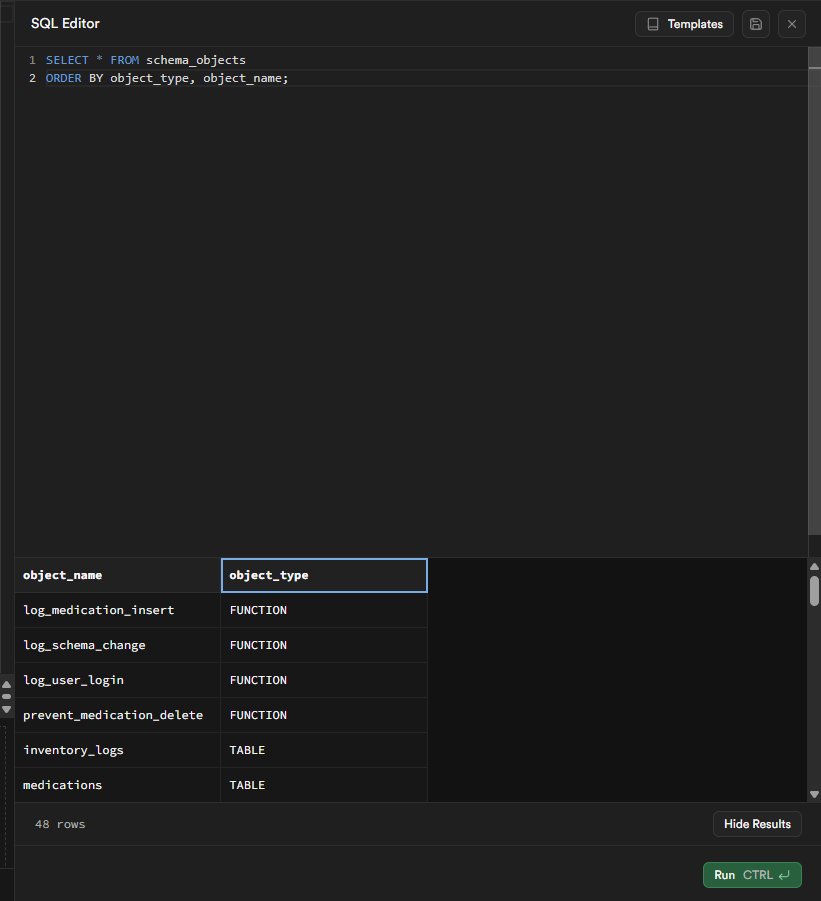 SQL Editor
Templates
1 SELECT * FROM schema_objects
2 ORDER BY object_type, object_name;
object_name object_type
log_medication_insert FUNCTION
log_schema_change FUNCTION
log_user_login FUNCTION
prevent_medication_delete FUNCTION
inventory_logs TABLE
medications TABLE
48 rows
Hide Results
Run CTRL